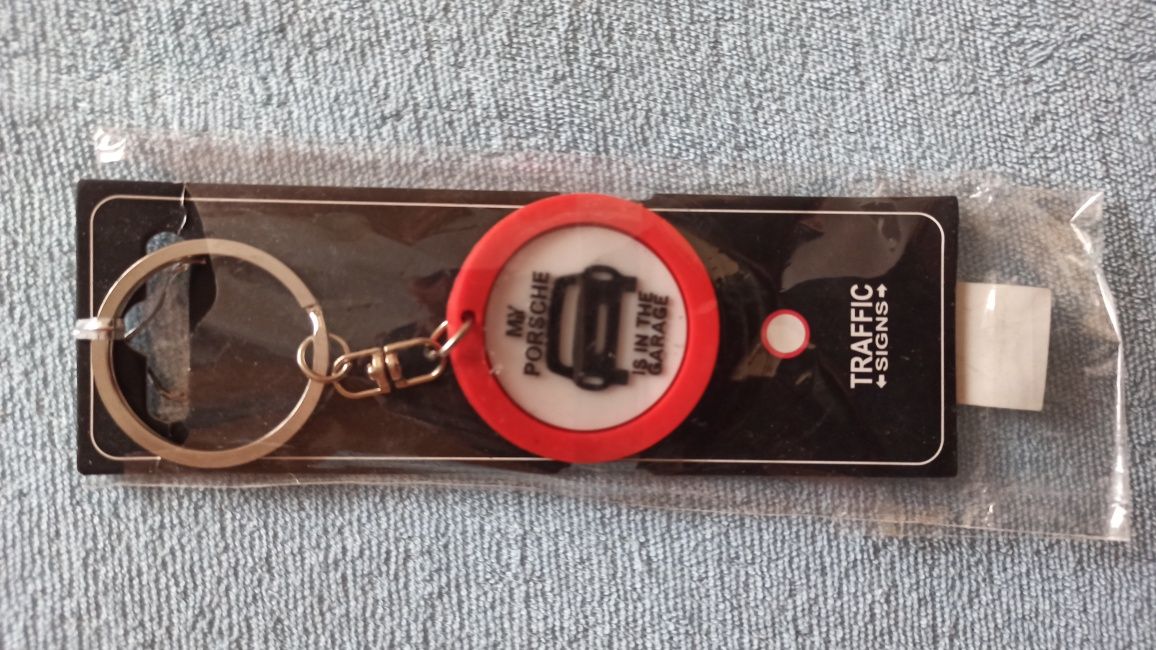 MY
PORSCHE
IS IN THE
GARAGE
TRAFFIC
SIGNS